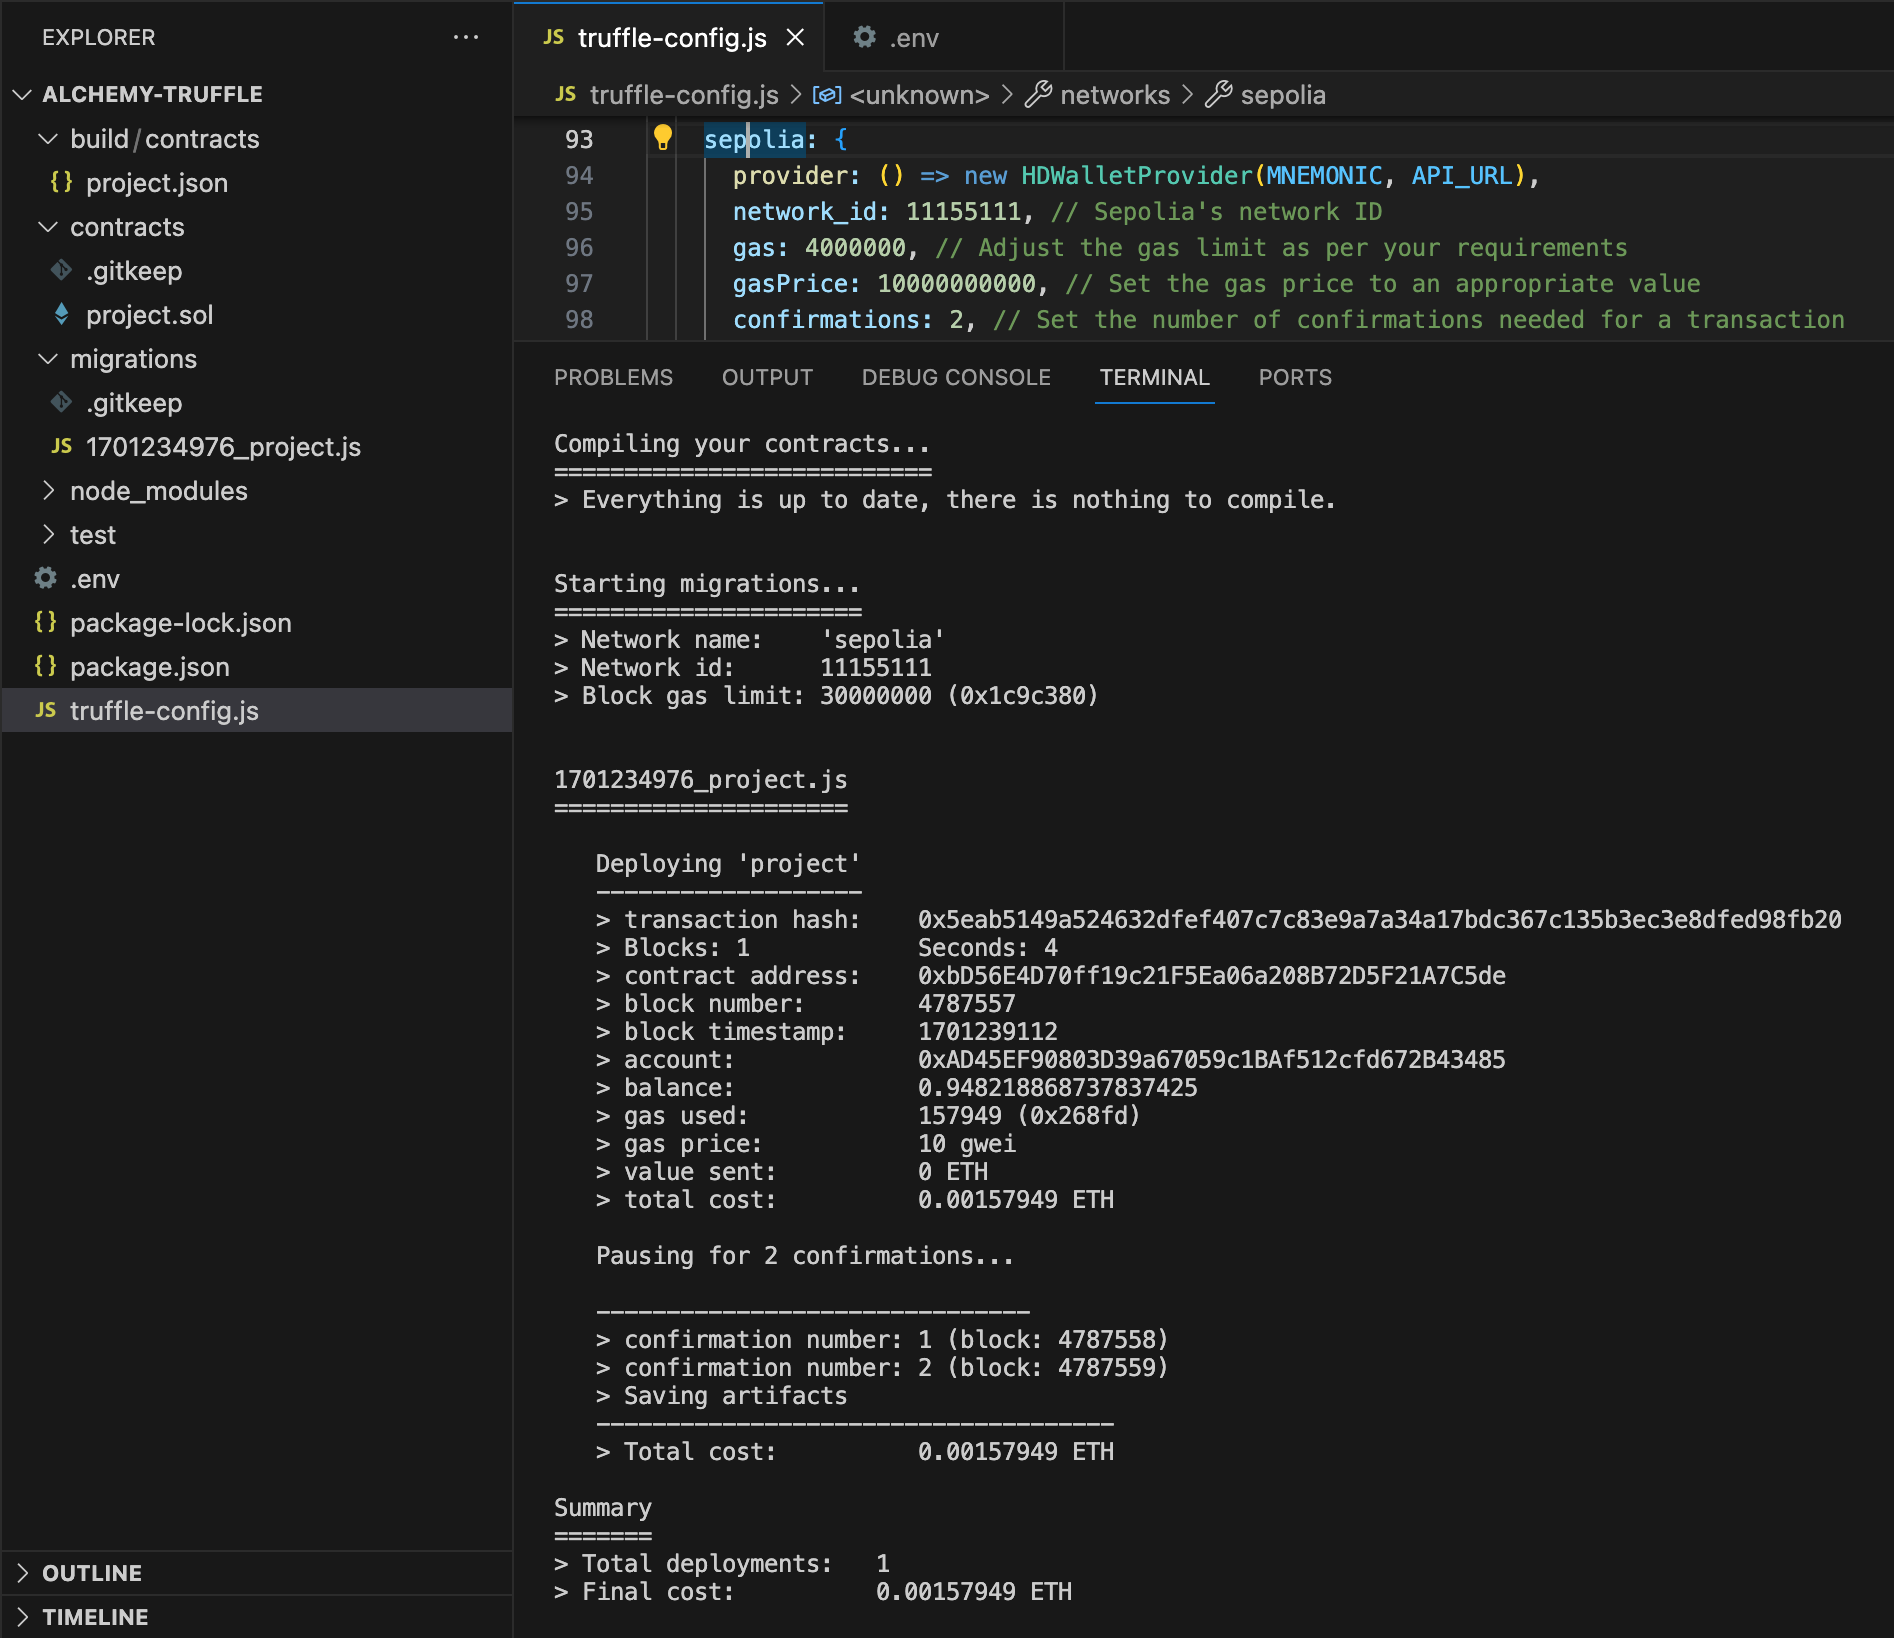 EXPLORER
ALCHEMY-TRUFFLE
build/contracts
{} project.json
contracts
.gitkeep
project.sol
migrations
.gitkeep
JS 1701234976_project.js
node_modules
test
.env
{} package-lock.json
{} package.json
JS truffle-config.js
OUTLINE
TIMELINE
JS truffle-config.js
.env
JS truffle-config.js > <unknown> > networks > sepolia
93 sepolia: {
94 provider: () => new HDWalletProvider(MNEMONIC, API_URL),
95 network_id: 11155111, // Sepolia's network ID
96 gas: 4000000, // Adjust the gas limit as per your requirements
97 gasPrice: 10000000000, // Set the gas price to an appropriate value
98 confirmations: 2, // Set the number of confirmations needed for a transaction
PROBLEMS OUTPUT DEBUG CONSOLE TERMINAL PORTS
Compiling your contracts...
===========================
> Everything is up to date, there is nothing to compile.
Starting migrations...
======================
> Network name: 'sepolia'
> Network id: 11155111
> Block gas limit: 30000000 (0x1c9c380)
1701234976_project.js
=====================
Deploying 'project'
-------------------
> transaction hash: 0x5eab5149a524632dfef407c7c83e9a7a34a17bdc367c135b3ec3e8dfed98fb20
> Blocks: 1 Seconds: 4
> contract address: 0xbD56E4D70ff19c21F5Ea06a208B72D5F21A7C5de
> block number: 4787557
> block timestamp: 1701239112
> account: 0xAD45EF90803D39a67059c1BAf512cfd672B43485
> balance: 0.948218868737837425
> gas used: 157949 (0x268fd)
> gas price: 10 gwei
> value sent: 0 ETH
> total cost: 0.00157949 ETH
Pausing for 2 confirmations...
-------------------------------
> confirmation number: 1 (block: 4787558)
> confirmation number: 2 (block: 4787559)
> Saving artifacts
-------------------------------------
> Total cost: 0.00157949 ETH
Summary
=======
> Total deployments: 1
> Final cost: 0.00157949 ETH